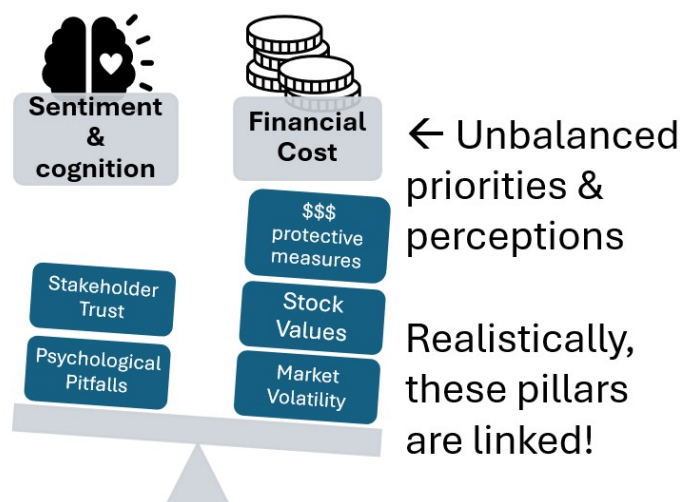 Sentiment
&
cognition
Financial
Cost
$$$
protective
measures
Stakeholder
Trust
Stock
Values
Psychological
Pitfalls
Market
Volatility
← Unbalanced
priorities &
perceptions
Realistically,
these pillars
are linked!